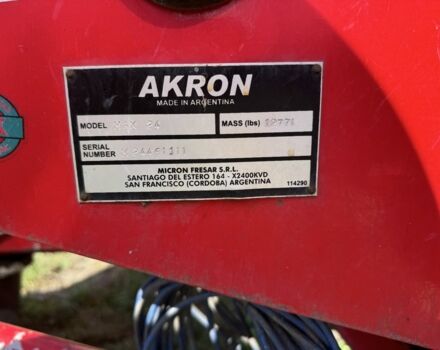 AKRON
MADE IN ARGENTINA
MODEL
MASS (lbs) 12771
SERIAL
NUMBER
MICRON FRESAR S.R.L.
SANTIAGO DEL ESTERO 164 - X2400KVD
SAN FRANCISCO (CORDOBA) ARGENTINA
114290